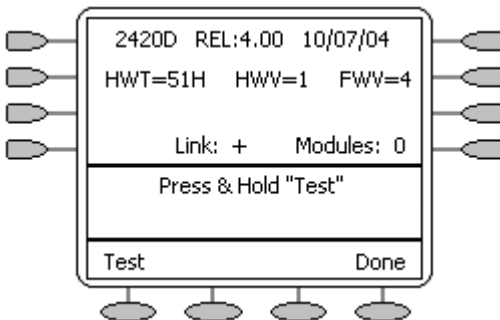 2420D REL:4.00 10/07/04
HWT=51H HWV=1 FWV=4
Link: + Modules: 0
Press & Hold "Test"
Test Done